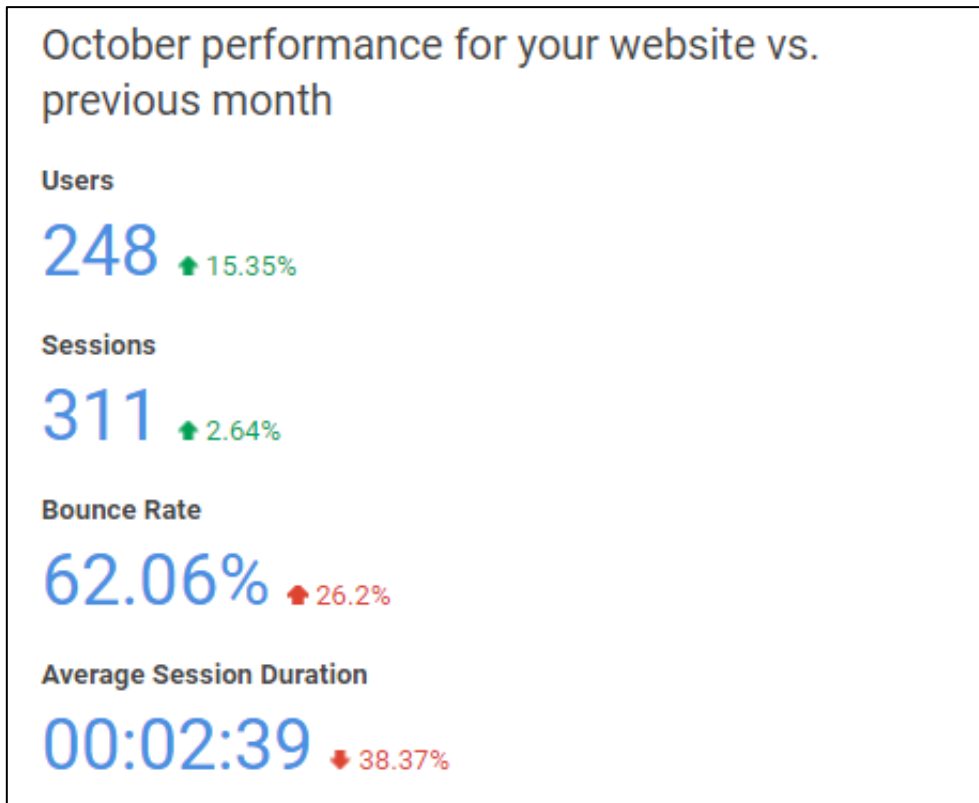 October performance for your website vs.
previous month
Users
248 15.35%
Sessions
311 2.64%
Bounce Rate
62.06% 26.2%
Average Session Duration
00:02:39 38.37%